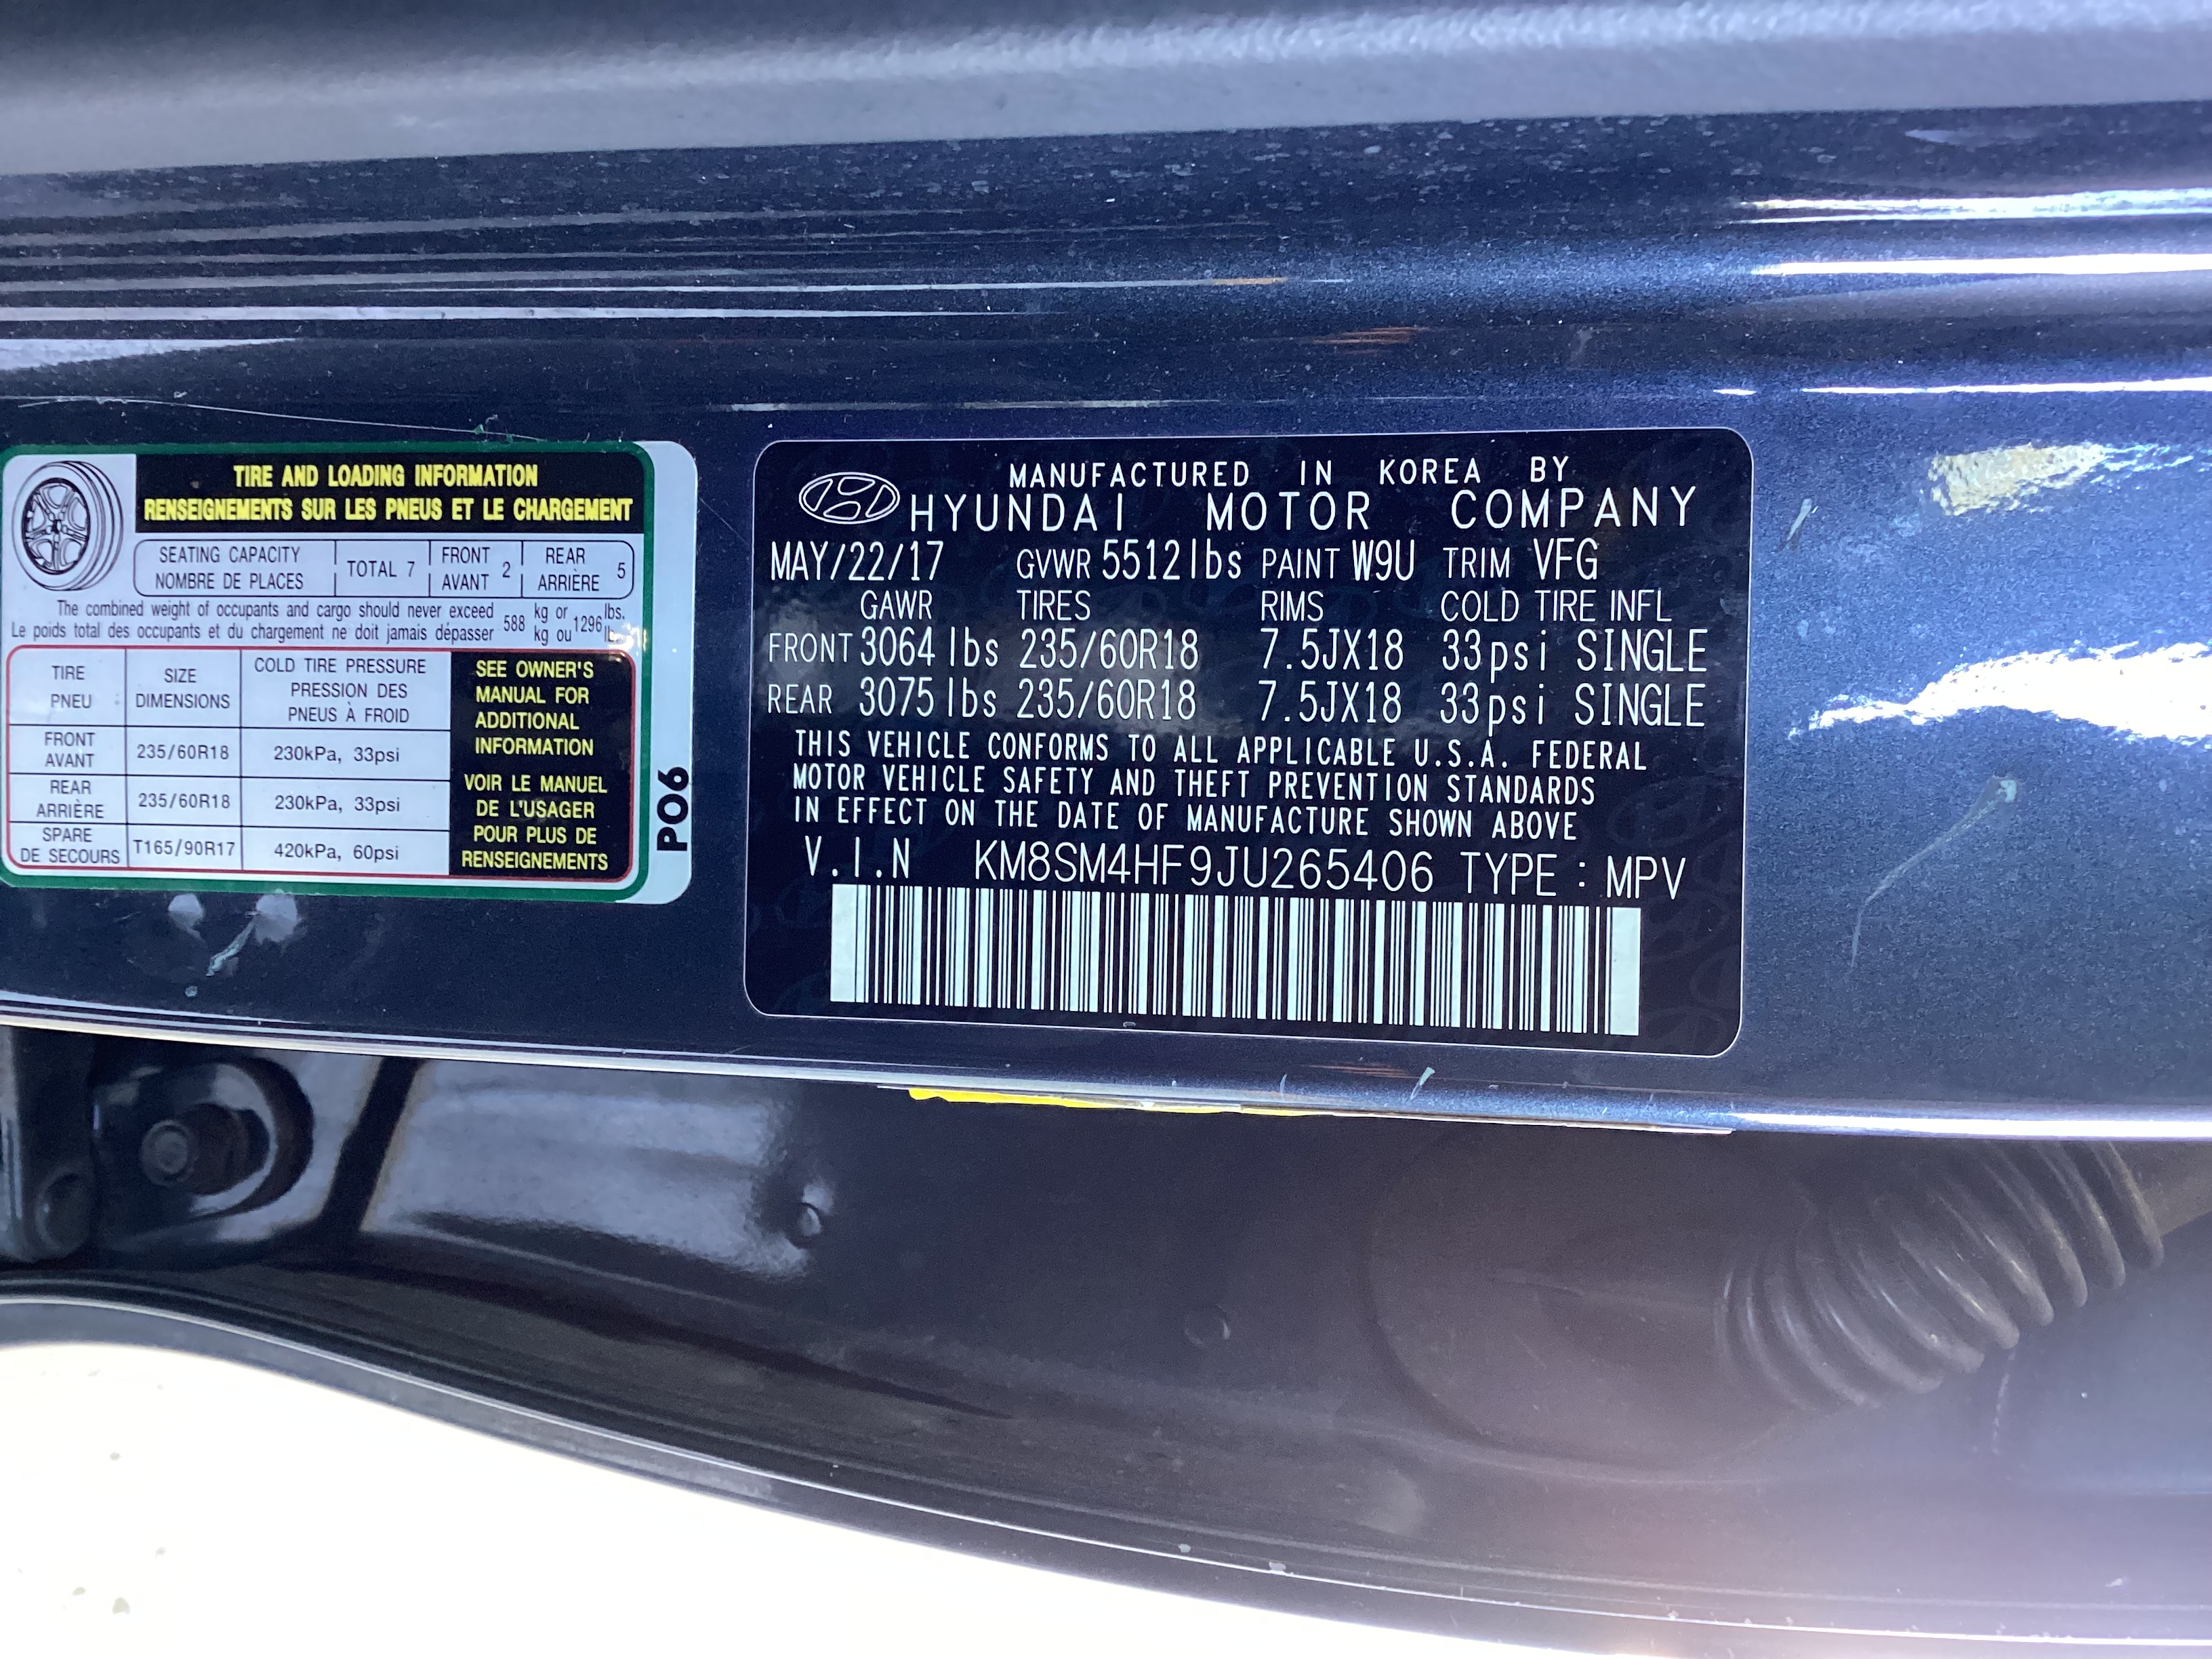 TIRE AND LOADING INFORMATION
RENSEIGNEMENTS SUR LES PNEUS ET LE CHARGEMENT
SEATING CAPACITY
NOMBRE DE PLACES
TOTAL 7
FRONT
AVANT 2
REAR
ARRIÈRE 5
The combined weight of occupants and cargo should never exceed 588 kg or 1296 lbs.
Le poids total des occupants et du chargement ne doit jamais dépasser 588 kg ou 1296 lb.
TIRE
PNEU
SIZE
DIMENSIONS
COLD TIRE PRESSURE
PRESSION DES
PNEUS À FROID
FRONT
AVANT
235/60R18
230kPa, 33psi
REAR
ARRIÈRE
235/60R18
230kPa, 33psi
SPARE
DE SECOURS
T165/90R17
420kPa, 60psi
SEE OWNER'S
MANUAL FOR
ADDITIONAL
INFORMATION
VOIR LE MANUEL
DE L'USAGER
POUR PLUS DE
RENSEIGNEMENTS
PO6
MANUFACTURED IN KOREA BY
HYUNDAI MOTOR COMPANY
MAY/22/17 GVWR 5512lbs PAINT W9U TRIM VFG
GAWR TIRES RIMS COLD TIRE INFL
FRONT 3064 lbs 235/60R18 7.5JX18 33psi SINGLE
REAR 3075 lbs 235/60R18 7.5JX18 33psi SINGLE
THIS VEHICLE CONFORMS TO ALL APPLICABLE U.S.A. FEDERAL
MOTOR VEHICLE SAFETY AND THEFT PREVENTION STANDARDS
IN EFFECT ON THE DATE OF MANUFACTURE SHOWN ABOVE
V.I.N KM8SM4HF9JU265406 TYPE : MPV